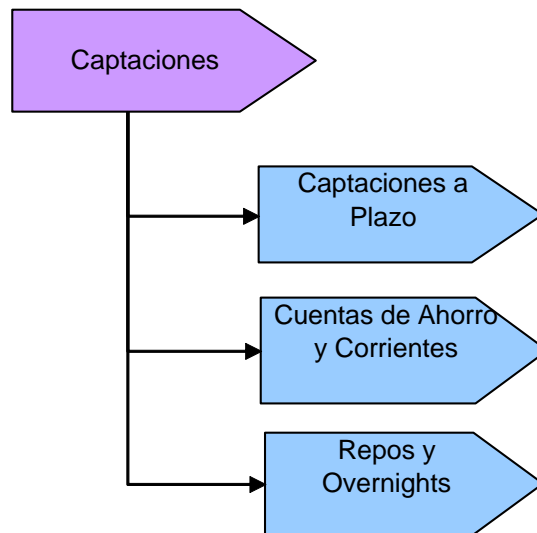 Captaciones
Captaciones a
Plazo
Cuentas de Ahorro
y Corrientes
Repos y
Overnights